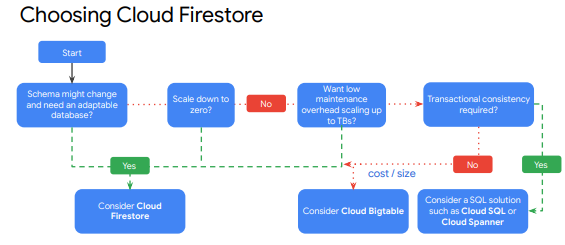 Choosing Cloud Firestore
Start
Schema might change
and need an adaptable
database?
Scale down to
zero?
No
Want low
maintenance
overhead scaling up
to TBs?
Transactional consistency
required?
Yes
No
Yes
cost / size
Consider Cloud
Firestore
Consider Cloud Bigtable
Consider a SQL solution
such as Cloud SQL or
Cloud Spanner